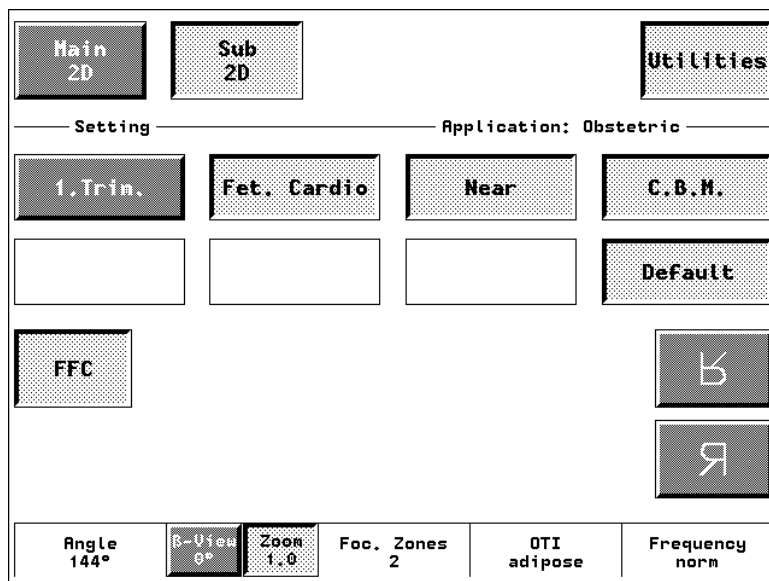 Main Sub Utilities
2D 2D
Setting Application: Obstetric
1.Trim. Fet. Cardio Near C.B.M.
Default
FFC
R
Я
Angle β-View Zoom Foc. Zones OTI Frequency
144° 0° 1.0 2 adipose norm